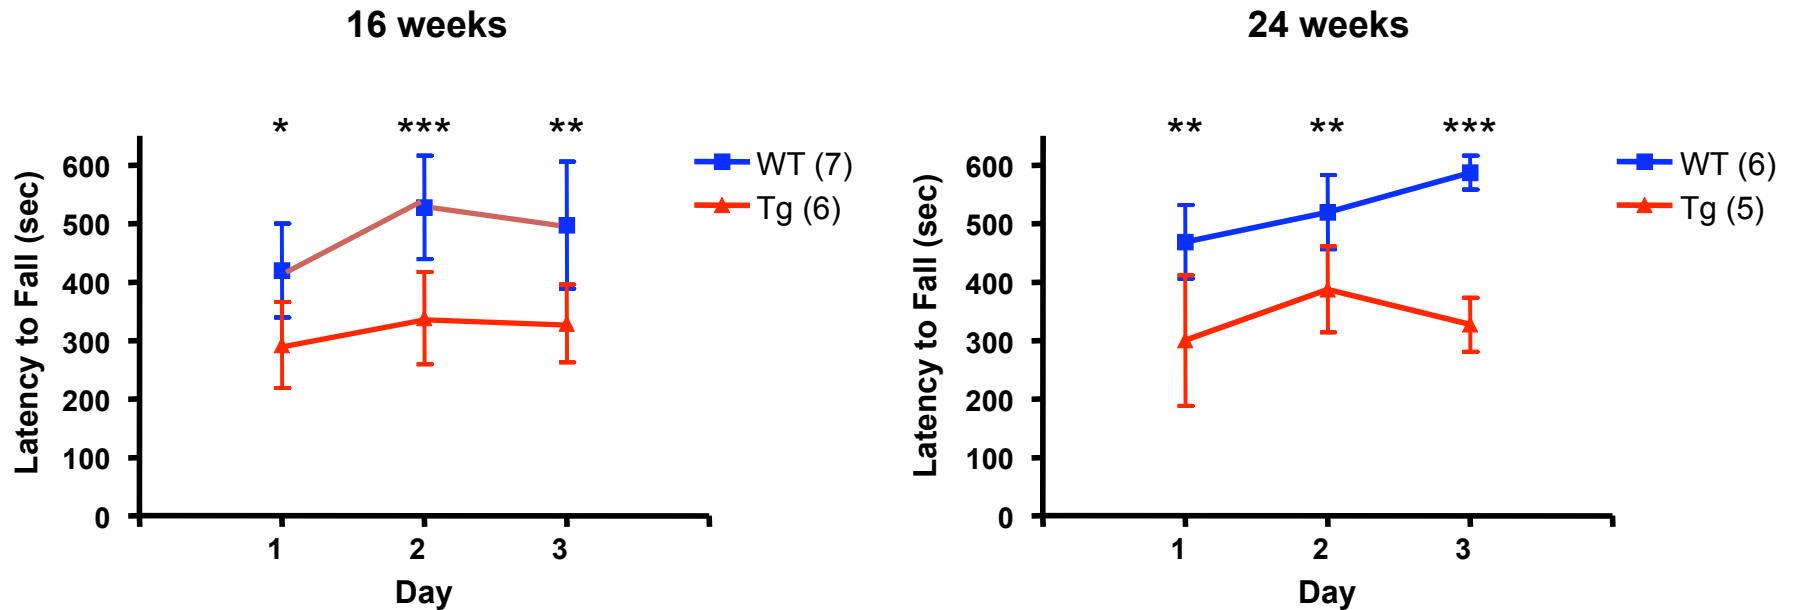 16 weeks
* *** **
600
500
400
300
200
100
0
Latency to Fall (sec)
1 2 3
Day
WT (7)
Tg (6)
24 weeks
** ** ***
600
500
400
300
200
100
0
Latency to Fall (sec)
1 2 3
Day
WT (6)
Tg (5)